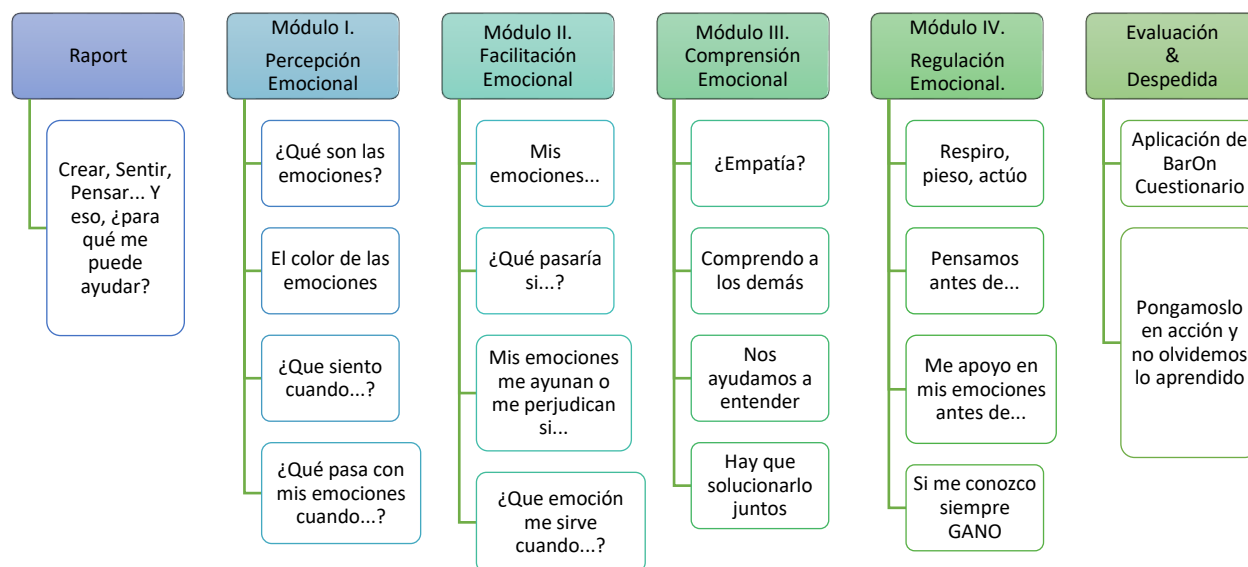 Raport
Crear, Sentir,
Pensar... Y
eso, ¿para
qué me
puede
ayudar?
Módulo I.
Percepción
Emocional
¿Qué son las
emociones?
El color de las
emociones
¿Que siento
cuando...?
¿Qué pasa con
mis emociones
cuando...?
Módulo II.
Facilitación
Emocional
Mis
emociones...
¿Qué pasaría
si...?
Mis emociones
me ayunan o
me perjudican
si...
¿Que emoción
me sirve
cuando...?
Módulo III.
Comprensión
Emocional
¿Empatía?
Comprendo a
los demás
Nos
ayudamos a
entender
Hay que
solucionarlo
juntos
Módulo IV.
Regulación
Emocional.
Respiro,
pieso, actúo
Pensamos
antes de...
Me apoyo en
mis emociones
antes de...
Si me conozco
siempre
GANO
Evaluación
&
Despedida
Aplicación de
BarOn
Cuestionario
Pongamoslo
en acción y
no olvidemos
lo aprendido